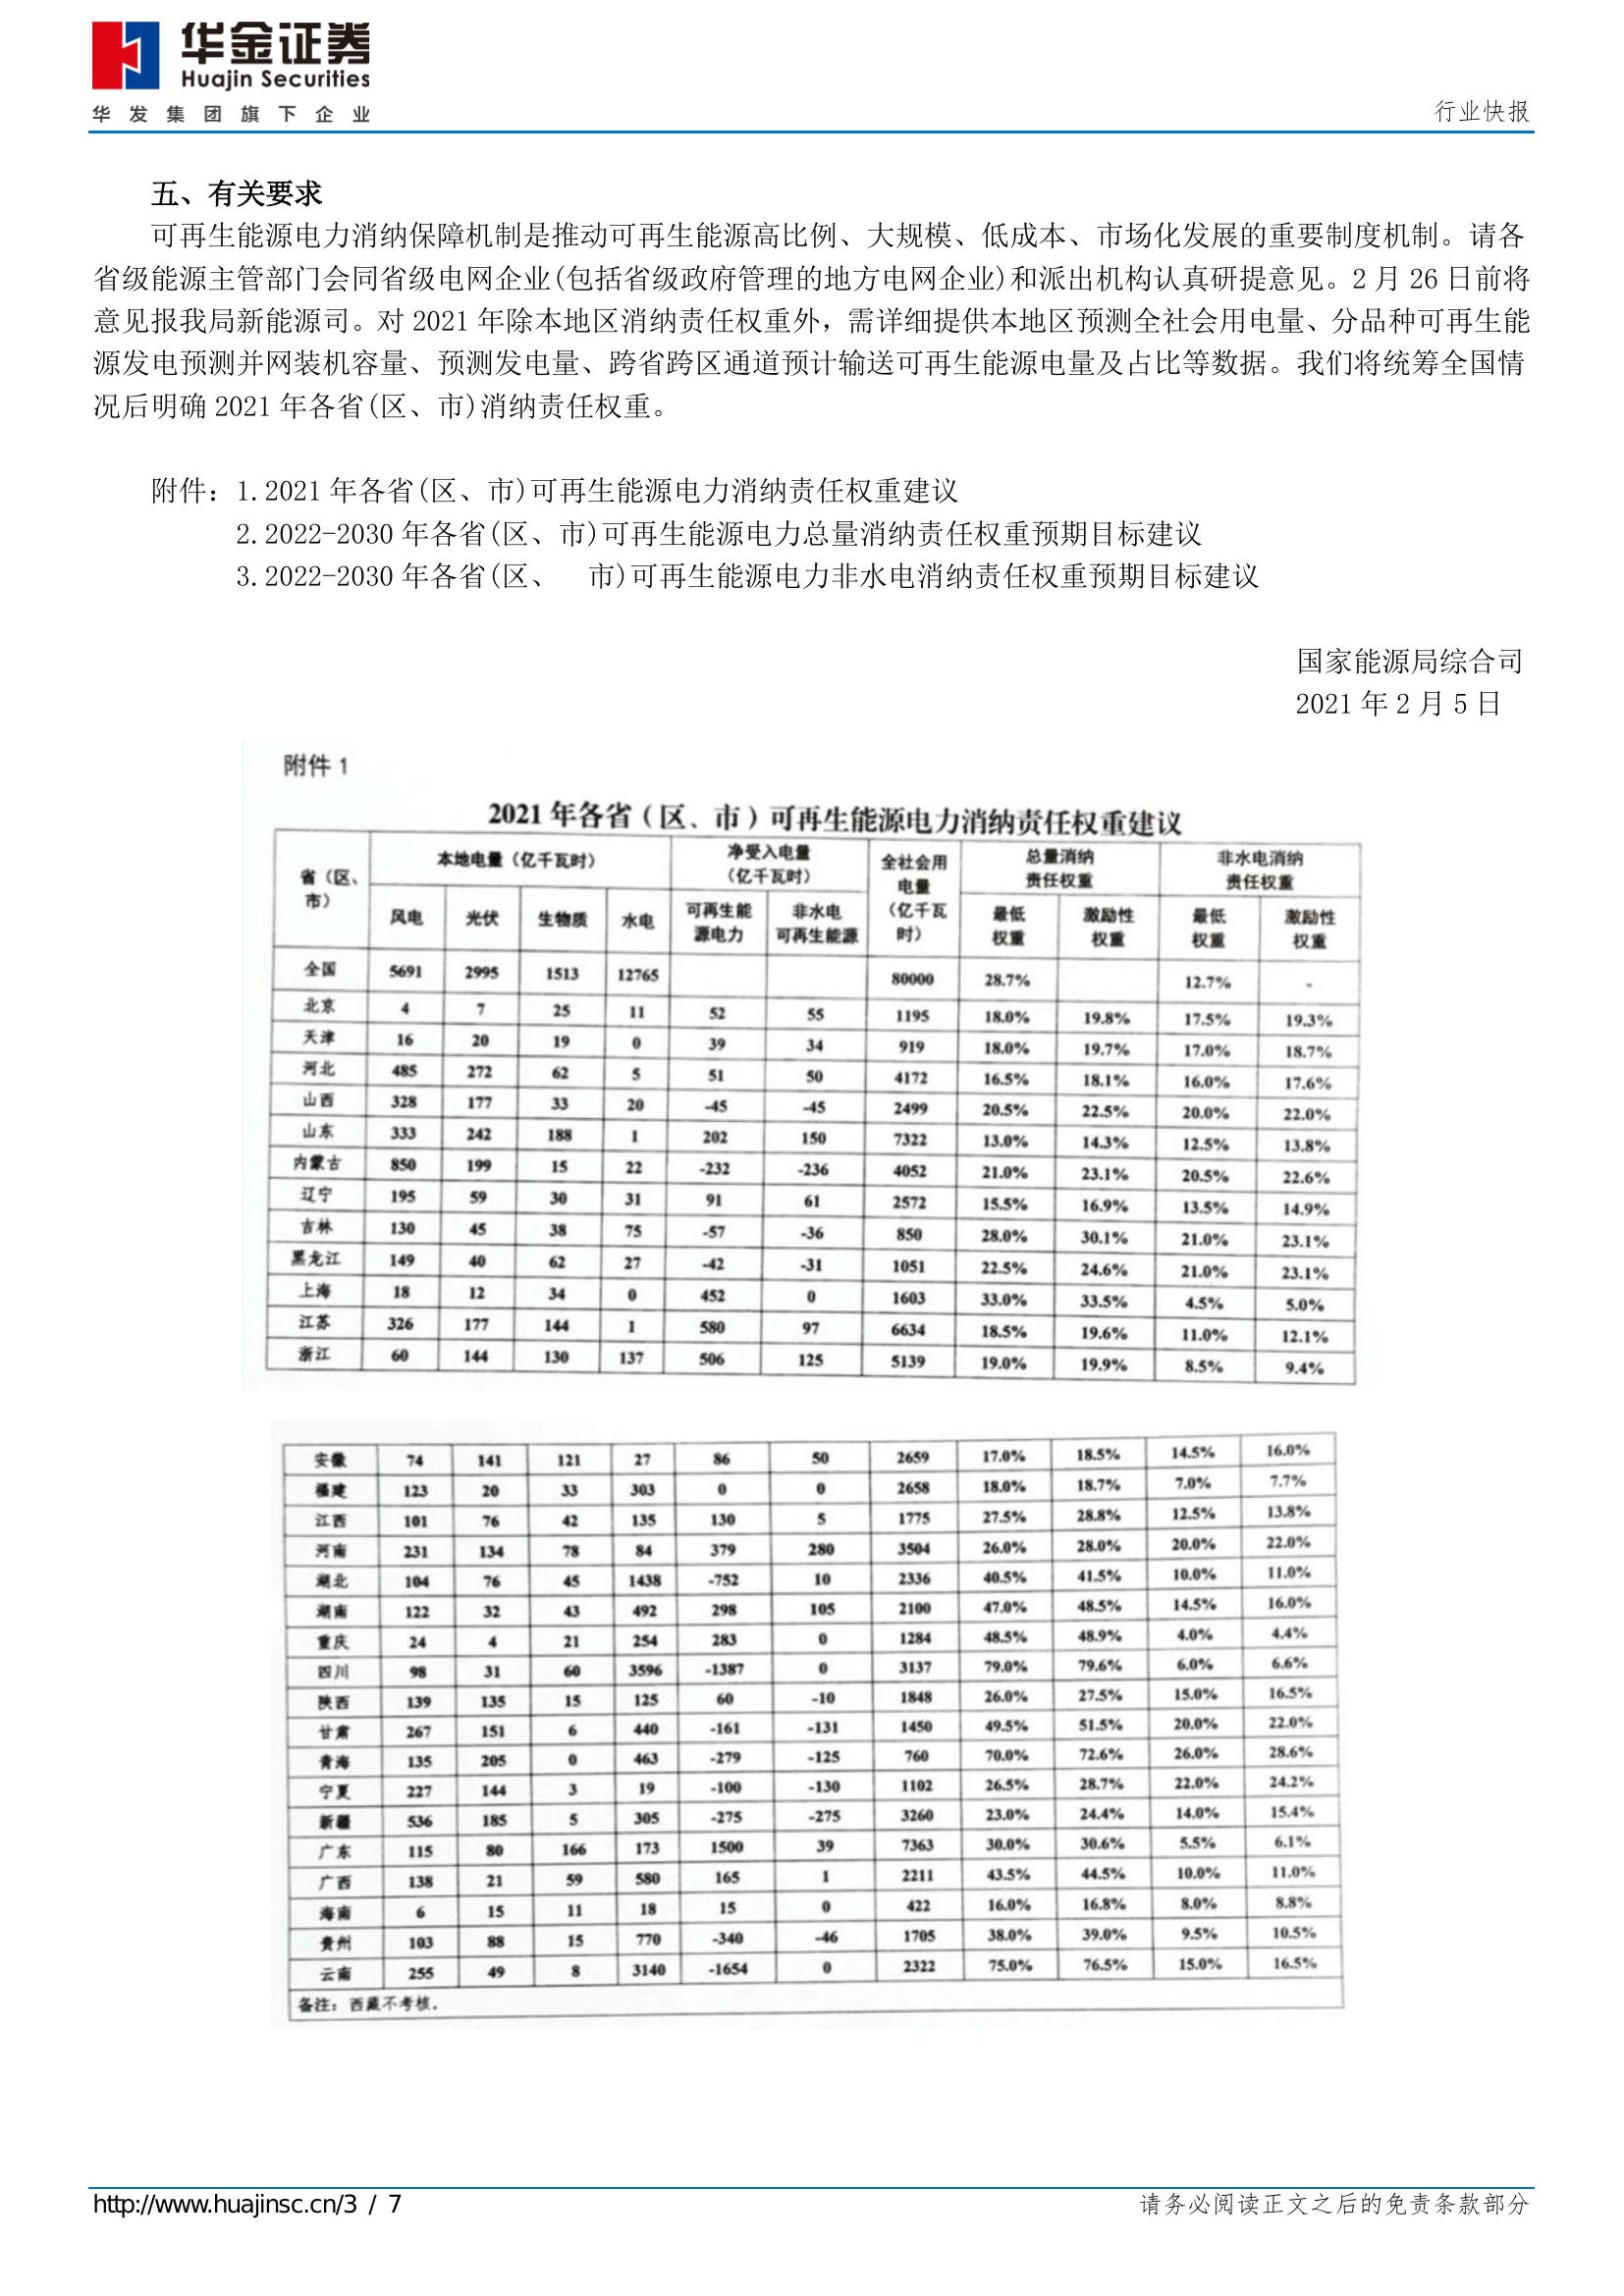 华金证券
Huajin Securities
华发集团旗下企业
行业快报
五、有关要求
可再生能源电力消纳保障机制是推动可再生能源高比例、大规模、低成本、市场化发展的重要制度机制。请各
省级能源主管部门会同省级电网企业(包括省级政府管理的地方电网企业)和派出机构认真研提意见。2 月 26 日前将
意见报我局新能源司。对 2021 年除本地区消纳责任权重外，需详细提供本地区预测全社会用电量、分品种可再生能
源发电预测并网装机容量、预测发电量、跨省跨区通道预计输送可再生能源电量及占比等数据。我们将统筹全国情
况后明确 2021 年各省(区、市)消纳责任权重。
附件：1.2021 年各省(区、市)可再生能源电力消纳责任权重建议
2.2022-2030 年各省(区、市)可再生能源电力总量消纳责任权重预期目标建议
3.2022-2030 年各省(区、 市)可再生能源电力非水电消纳责任权重预期目标建议
国家能源局综合司
2021 年 2 月 5 日
附件 1
2021 年各省（区、市）可再生能源电力消纳责任权重建议
省（区、市） 本地电量（亿千瓦时） 净受入电量（亿千瓦时） 全社会用电量（亿千瓦时） 总量消纳责任权重 非水电消纳责任权重
风电 光伏 生物质 水电 可再生能源电力 非水电可再生能源 最低权重 激励性权重 最低权重 激励性权重
全国 5691 2995 1513 12765 80000 28.7% 12.7% -
北京 4 7 25 11 52 55 1195 18.0% 19.8% 17.5% 19.3%
天津 16 20 19 0 39 34 919 18.0% 19.7% 17.0% 18.7%
河北 485 272 62 5 51 50 4172 16.5% 18.1% 16.0% 17.6%
山西 328 177 33 20 -45 -45 2499 20.5% 22.5% 20.0% 22.0%
山东 333 242 188 1 202 150 7322 13.0% 14.3% 12.5% 13.8%
内蒙古 850 199 15 22 -232 -236 4052 21.0% 23.1% 20.5% 22.6%
辽宁 195 59 30 31 91 61 2572 15.5% 16.9% 13.5% 14.9%
吉林 130 45 38 75 -57 -36 850 28.0% 30.1% 21.0% 23.1%
黑龙江 149 40 62 27 -42 -31 1051 22.5% 24.6% 21.0% 23.1%
上海 18 12 34 0 452 0 1603 33.0% 33.5% 4.5% 5.0%
江苏 326 177 144 1 580 97 6634 18.5% 19.6% 11.0% 12.1%
浙江 60 144 130 137 506 125 5139 19.0% 19.9% 8.5% 9.4%
安徽 74 141 121 27 86 50 2659 17.0% 18.5% 14.5% 16.0%
福建 123 20 33 303 0 0 2658 18.0% 18.7% 7.0% 7.7%
江西 101 76 42 135 130 5 1775 27.5% 28.8% 12.5% 13.8%
河南 231 134 78 84 379 280 3504 26.0% 28.0% 20.0% 22.0%
湖北 104 76 45 1438 -752 10 2336 40.5% 41.5% 10.0% 11.0%
湖南 122 32 43 492 298 105 2100 47.0% 48.5% 14.5% 16.0%
重庆 24 4 21 254 283 0 1284 48.5% 48.9% 4.0% 4.4%
四川 98 31 60 3596 -1387 0 3137 79.0% 79.6% 6.0% 6.6%
陕西 139 135 15 125 60 -10 1848 26.0% 27.5% 15.0% 16.5%
甘肃 267 151 6 440 -161 -131 1450 49.5% 51.5% 20.0% 22.0%
青海 135 205 0 463 -279 -125 760 70.0% 72.6% 26.0% 28.6%
宁夏 227 144 3 19 -100 -130 1102 26.5% 28.7% 22.0% 24.2%
新疆 536 185 5 305 -275 -275 3260 23.0% 24.4% 14.0% 15.4%
广东 115 80 166 173 1500 39 7363 30.0% 30.6% 5.5% 6.1%
广西 138 21 59 580 165 1 2211 43.5% 44.5% 10.0% 11.0%
海南 6 15 11 18 15 0 422 16.0% 16.8% 8.0% 8.8%
贵州 103 88 15 770 -340 -46 1705 38.0% 39.0% 9.5% 10.5%
云南 255 49 8 3140 -1654 0 2322 75.0% 76.5% 15.0% 16.5%
备注：西藏不考核。
http://www.huajinsc.cn/3 / 7
请务必阅读正文之后的免责条款部分